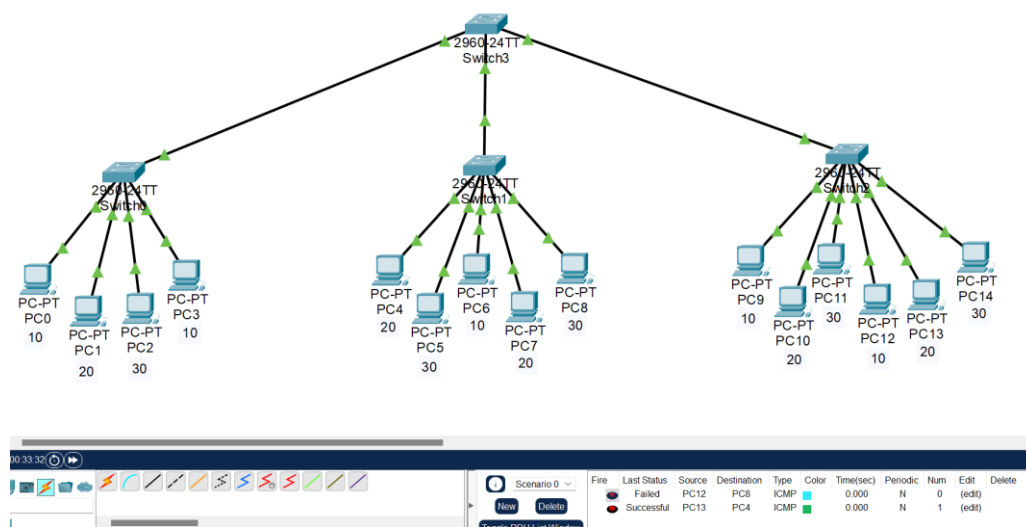 2960-24TT
Switch3
2960-24TT
Switch0
2960-24TT
Switch1
2960-24TT
Switch2
PC-PT
PC0
10
PC-PT
PC1
20
PC-PT
PC2
30
PC-PT
PC3
10
PC-PT
PC4
20
PC-PT
PC5
30
PC-PT
PC6
10
PC-PT
PC7
20
PC-PT
PC8
30
PC-PT
PC9
10
PC-PT
PC10
20
PC-PT
PC11
30
PC-PT
PC12
10
PC-PT
PC13
20
PC-PT
PC14
30
00:33:32
Scenario 0
New Delete
Toggle PDU List Window
Fire Last Status Source Destination Type Color Time(sec) Periodic Num Edit Delete
Failed PC12 PC8 ICMP 0.000 N 0 (edit)
Successful PC13 PC4 ICMP 0.000 N 1 (edit)